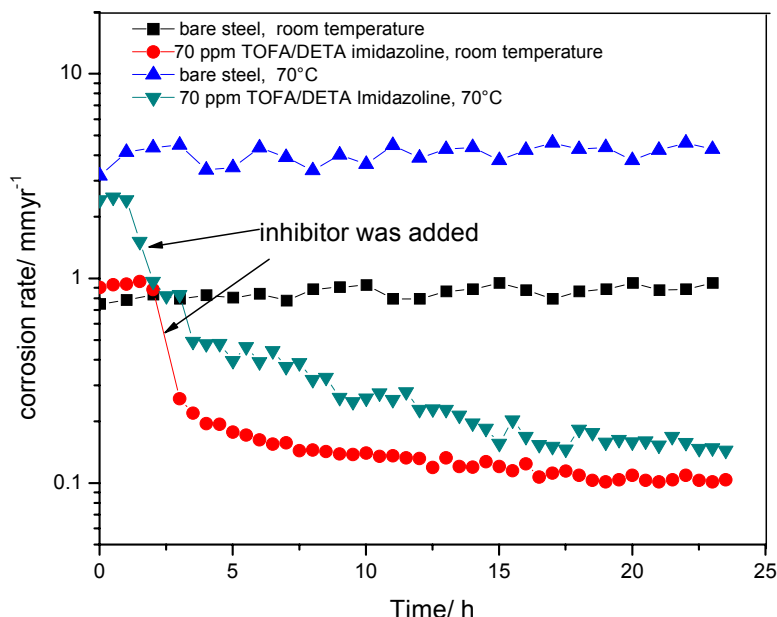 bare steel, room temperature
70 ppm TOFA/DETA imidazoline, room temperature
bare steel, 70°C
70 ppm TOFA/DETA Imidazoline, 70°C
10
inhibitor was added
1
corrosion rate/ mmyr⁻¹
0.1
0 5 10 15 20 25
Time/ h